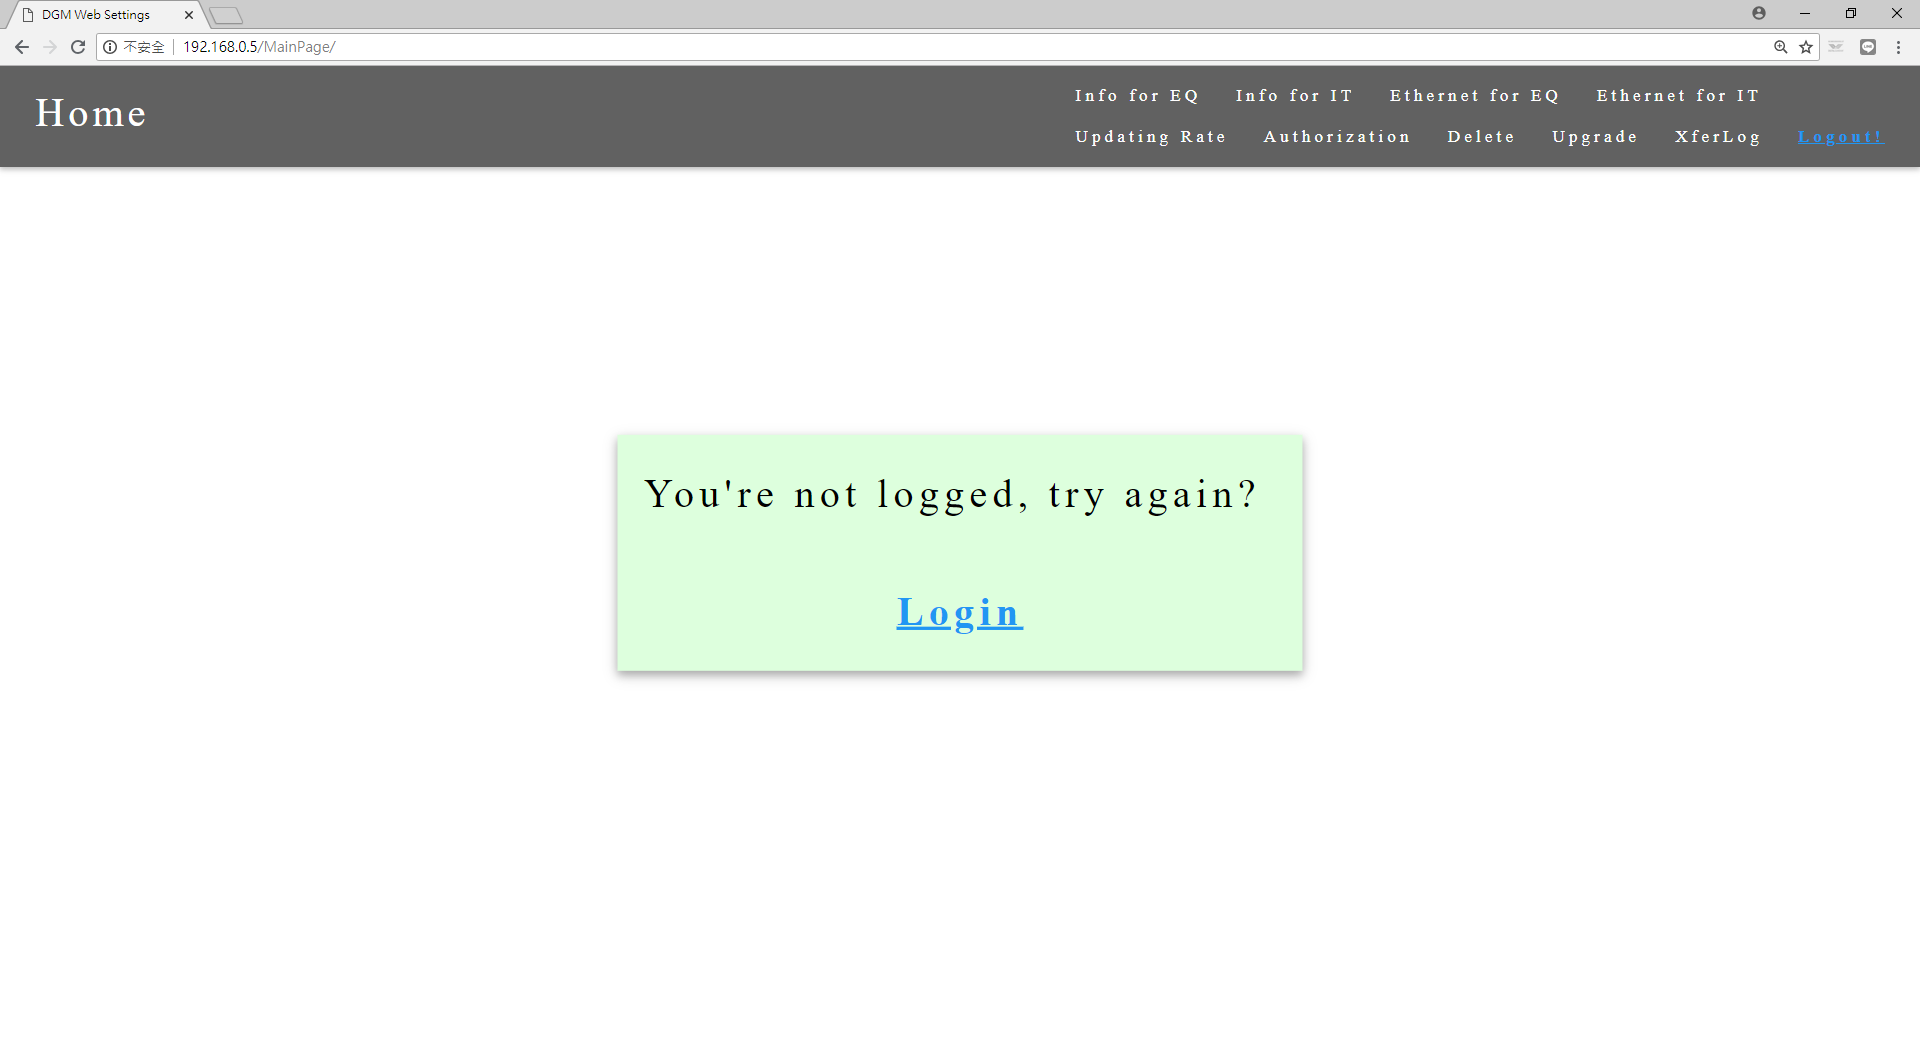 DGM Web Settings
不安全 192.168.0.5/MainPage/
Home
Info for EQ Info for IT Ethernet for EQ Ethernet for IT
Updating Rate Authorization Delete Upgrade XferLog Logout!
You're not logged, try again?
Login